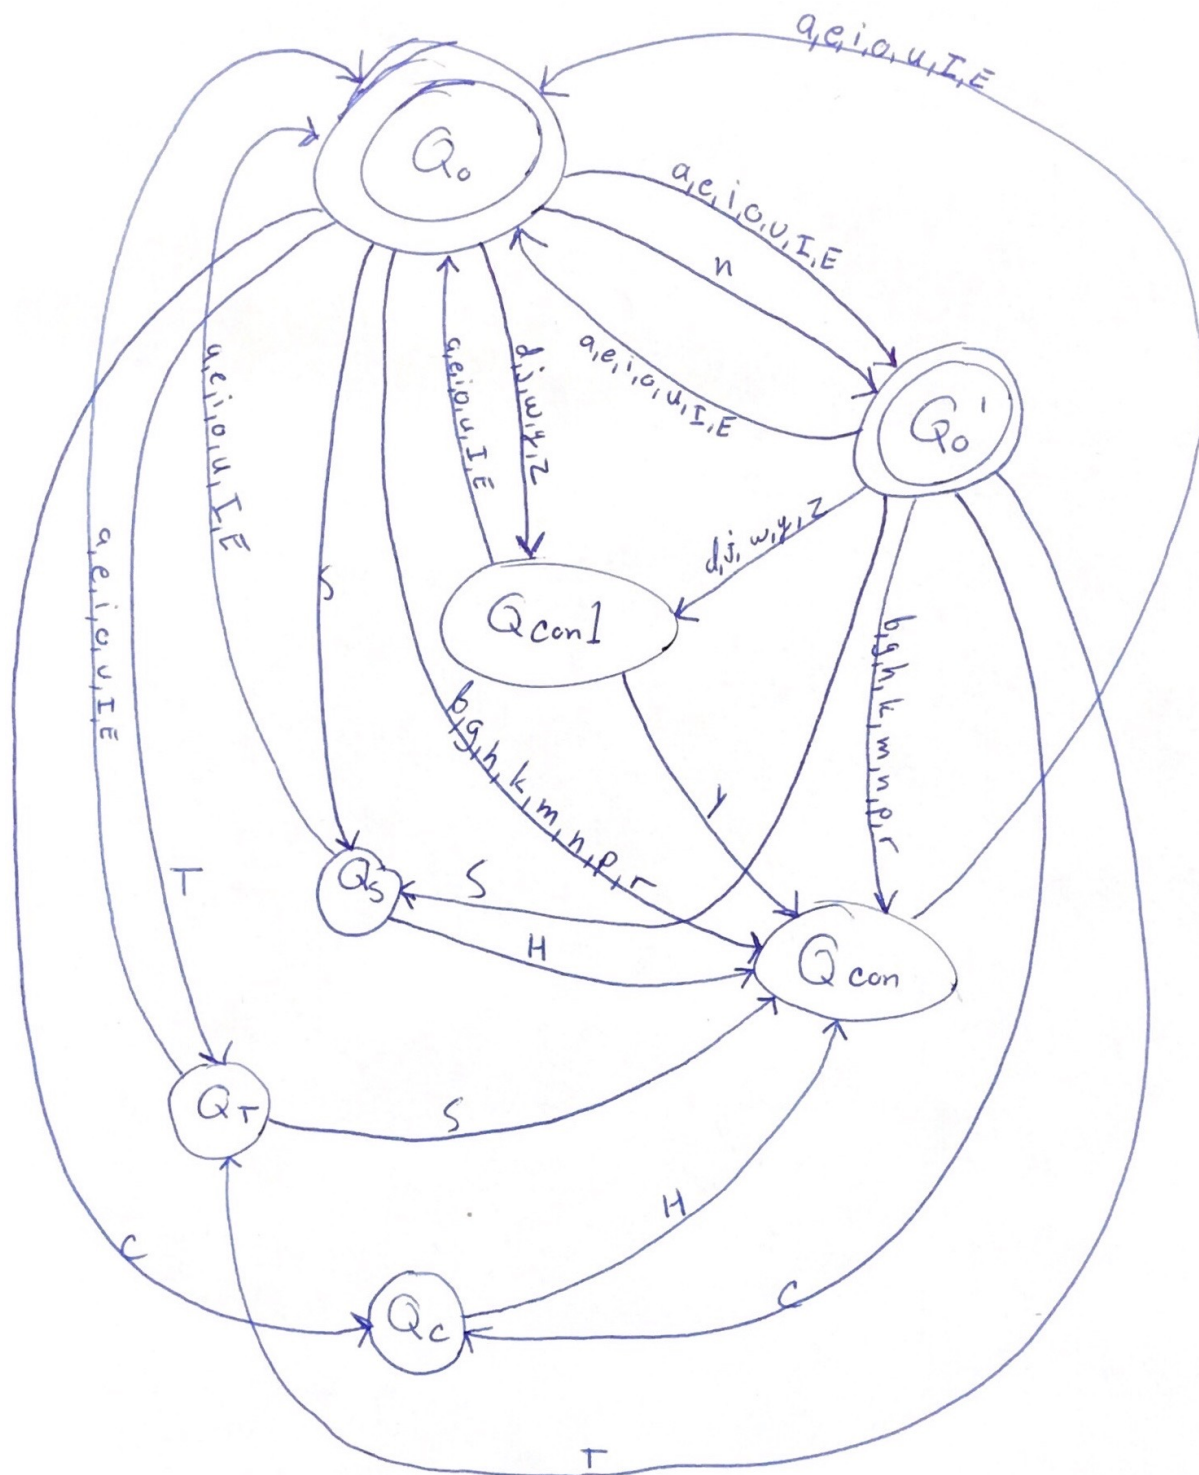 a,e,i,o,u,I,E
Q0
a,e,i,o,u,I,E
n
a,e,i,o,u,I,E
a,e,i,o,u,I,E
d,j,w,y,z
a,e,i,o,u,I,E
Q0'
d,j,w,y,z
a,e,i,o,u,I,E
S
Qcon1
b,g,h,k,m,n,p,r
b,g,h,k,m,n,p,r
Y
T
QS
S
H
Qcon
QT
S
H
C
QC
C
T